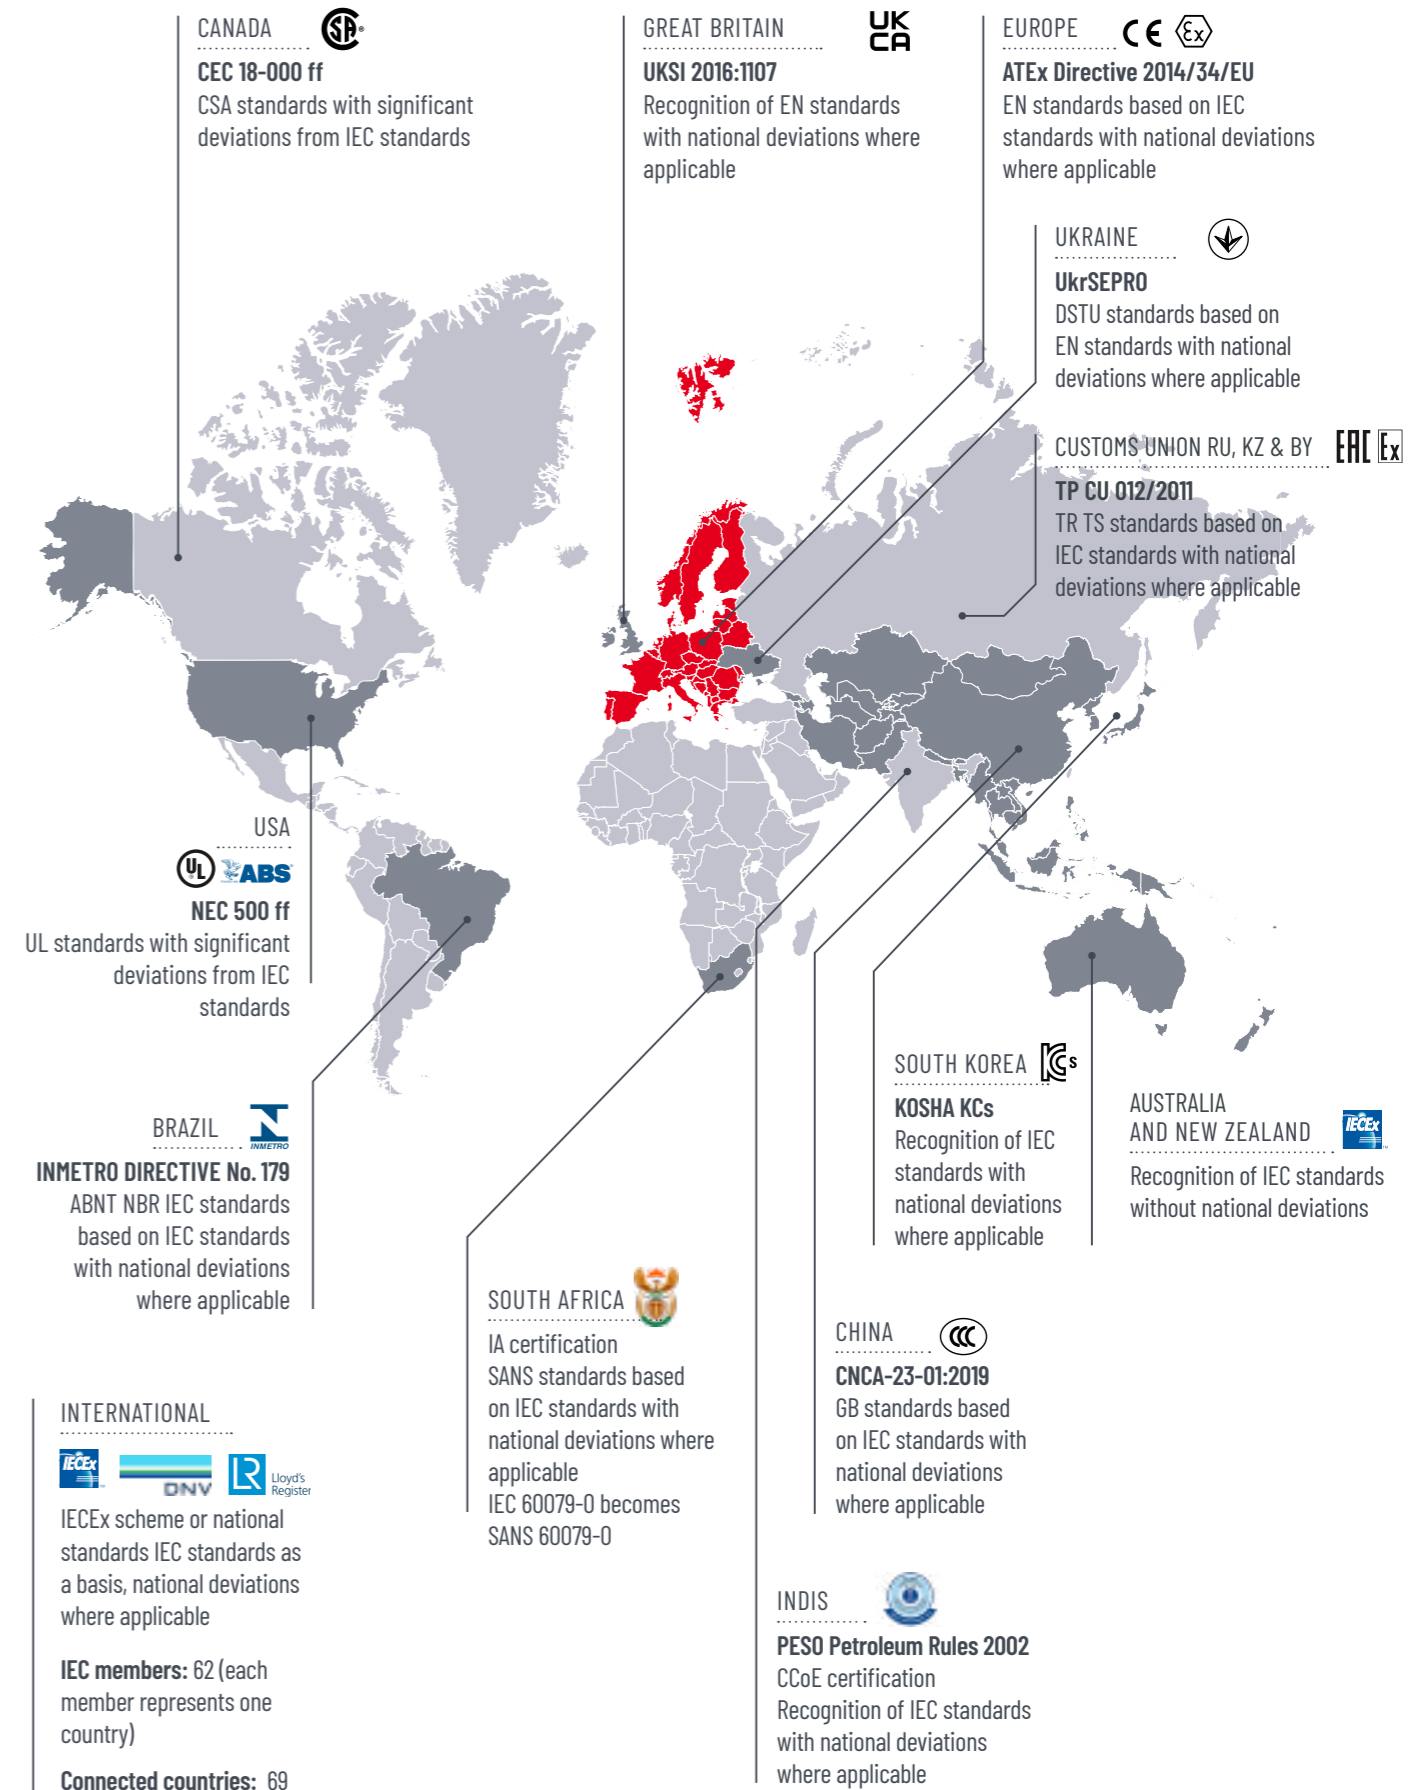 CANADA
CSA
CEC 18-000 ff
CSA standards with significant
deviations from IEC standards
GREAT BRITAIN
UK
CA
UKSI 2016:1107
Recognition of EN standards
with national deviations where
applicable
EUROPE
CE Ex
ATEx Directive 2014/34/EU
EN standards based on IEC
standards with national deviations
where applicable
UKRAINE
UkrSEPRO
DSTU standards based on
EN standards with national
deviations where applicable
CUSTOMS UNION RU, KZ & BY
EAC Ex
TP CU 012/2011
TR TS standards based on
IEC standards with national
deviations where applicable
USA
UL ABS
NEC 500 ff
UL standards with significant
deviations from IEC
standards
BRAZIL
INMETRO
INMETRO DIRECTIVE No. 179
ABNT NBR IEC standards
based on IEC standards
with national deviations
where applicable
SOUTH KOREA
KCs
KOSHA KCs
Recognition of IEC
standards with
national deviations
where applicable
AUSTRALIA
AND NEW ZEALAND
IECEx
Recognition of IEC standards
without national deviations
SOUTH AFRICA
IA certification
SANS standards based
on IEC standards with
national deviations where
applicable
IEC 60079-0 becomes
SANS 60079-0
CHINA
CCC
CNCA-23-01:2019
GB standards based
on IEC standards with
national deviations
where applicable
INTERNATIONAL
IECEx
DNV
LR
Lloyd's
Register
IECEx scheme or national
standards IEC standards as
a basis, national deviations
where applicable
IEC members: 62 (each
member represents one
country)
Connected countries: 69
INDIS
PESO Petroleum Rules 2002
CCoE certification
Recognition of IEC standards
with national deviations
where applicable